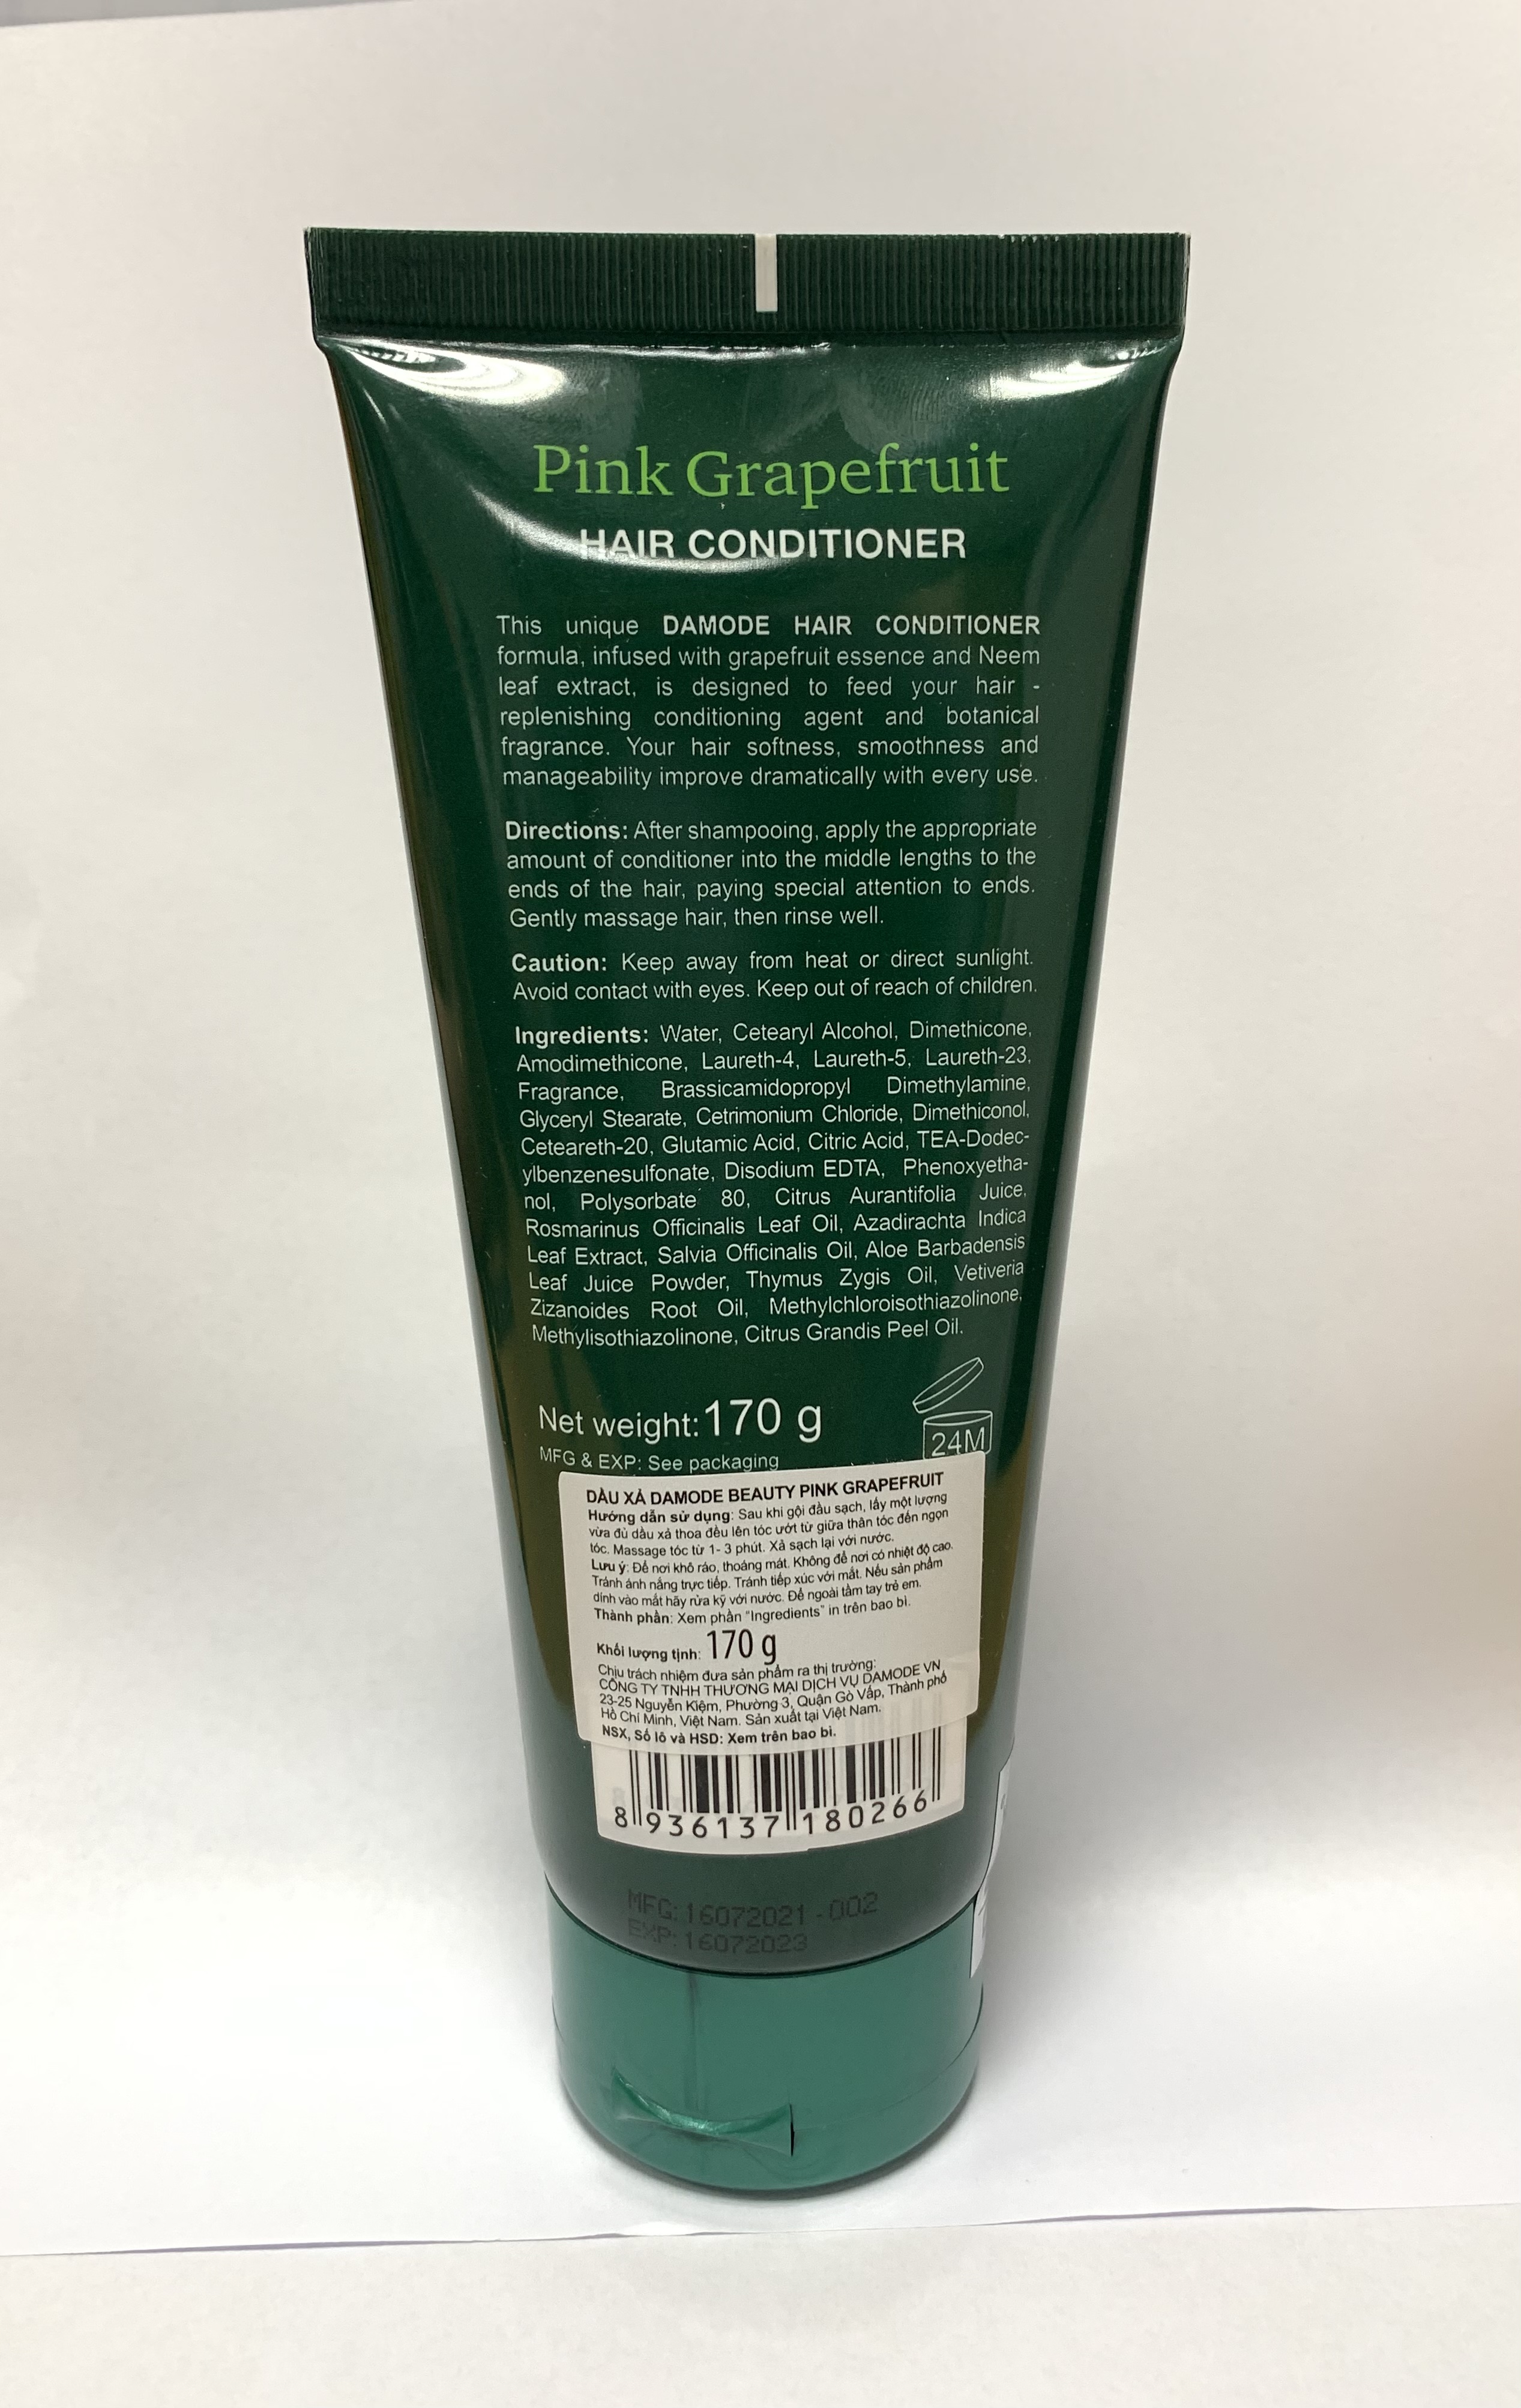 Pink Grapefruit
HAIR CONDITIONER
This unique DAMODE HAIR CONDITIONER
formula, infused with grapefruit essence and Neem
leaf extract, is designed to feed your hair -
replenishing conditioning agent and botanical
fragrance. Your hair softness, smoothness and
manageability improve dramatically with every use.
Directions: After shampooing, apply the appropriate
amount of conditioner into the middle lengths to the
ends of the hair, paying special attention to ends.
Gently massage hair, then rinse well.
Caution: Keep away from heat or direct sunlight.
Avoid contact with eyes. Keep out of reach of children.
Ingredients: Water, Cetearyl Alcohol, Dimethicone,
Amodimethicone, Laureth-4, Laureth-5, Laureth-23,
Fragrance, Brassicamidopropyl Dimethylamine,
Glyceryl Stearate, Cetrimonium Chloride, Dimethiconol,
Ceteareth-20, Glutamic Acid, Citric Acid, TEA-Dodec-
ylbenzenesulfonate, Disodium EDTA, Phenoxyetha-
nol, Polysorbate 80, Citrus Aurantifolia Juice,
Rosmarinus Officinalis Leaf Oil, Azadirachta Indica
Leaf Extract, Salvia Officinalis Oil, Aloe Barbadensis
Leaf Juice Powder, Thymus Zygis Oil, Vetiveria
Zizanoides Root Oil, Methylchloroisothiazolinone,
Methylisothiazolinone, Citrus Grandis Peel Oil.
Net weight: 170 g
24M
MFG & EXP: See packaging
DẦU XẢ DAMODE BEAUTY PINK GRAPEFRUIT
Hướng dẫn sử dụng: Sau khi gội đầu sạch, lấy một lượng
vừa đủ dầu xả thoa đều lên tóc ướt từ giữa thân tóc đến ngọn
tóc. Massage tóc từ 1- 3 phút. Xả sạch lại với nước.
Lưu ý: Để nơi khô ráo, thoáng mát. Không để nơi có nhiệt độ cao.
Tránh ánh nắng trực tiếp. Tránh tiếp xúc với mắt. Nếu sản phẩm
dính vào mắt hãy rửa kỹ với nước. Để ngoài tầm tay trẻ em.
Thành phần: Xem phần "Ingredients" in trên bao bì.
Khối lượng tịnh: 170 g
Chịu trách nhiệm đưa sản phẩm ra thị trường:
CÔNG TY TNHH THƯƠNG MẠI DỊCH VỤ DAMODE VN
23-25 Nguyễn Kiệm, Phường 3, Quận Gò Vấp, Thành phố
Hồ Chí Minh, Việt Nam. Sản xuất tại Việt Nam.
NSX, Số lô và HSD: Xem trên bao bì.
8 936137 180266
MFG: 16072021 - 002
EXP: 16072023